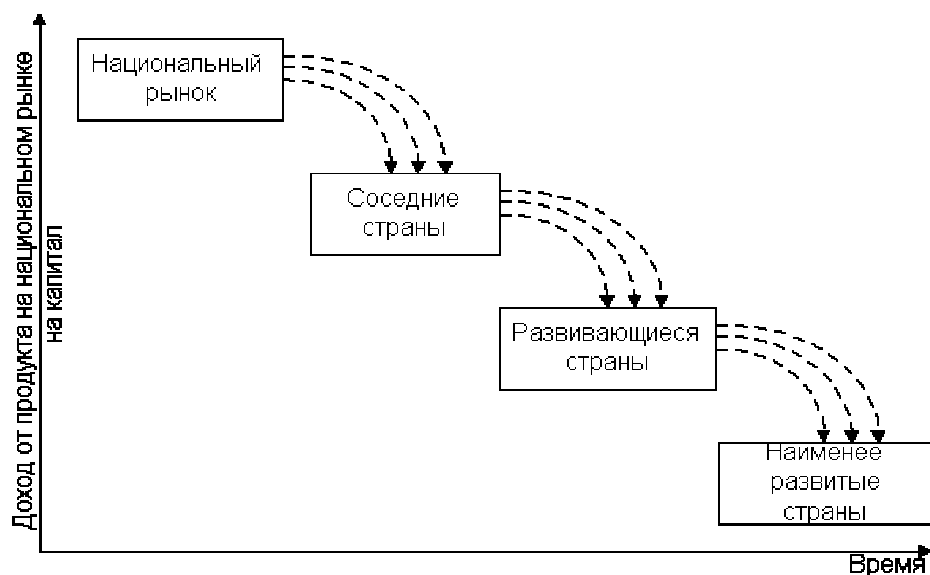 Доход от продукта на национальном рынке
на капитал
Национальный
рынок
Соседние
страны
Развивающиеся
страны
Наименее
развитые
страны
Время